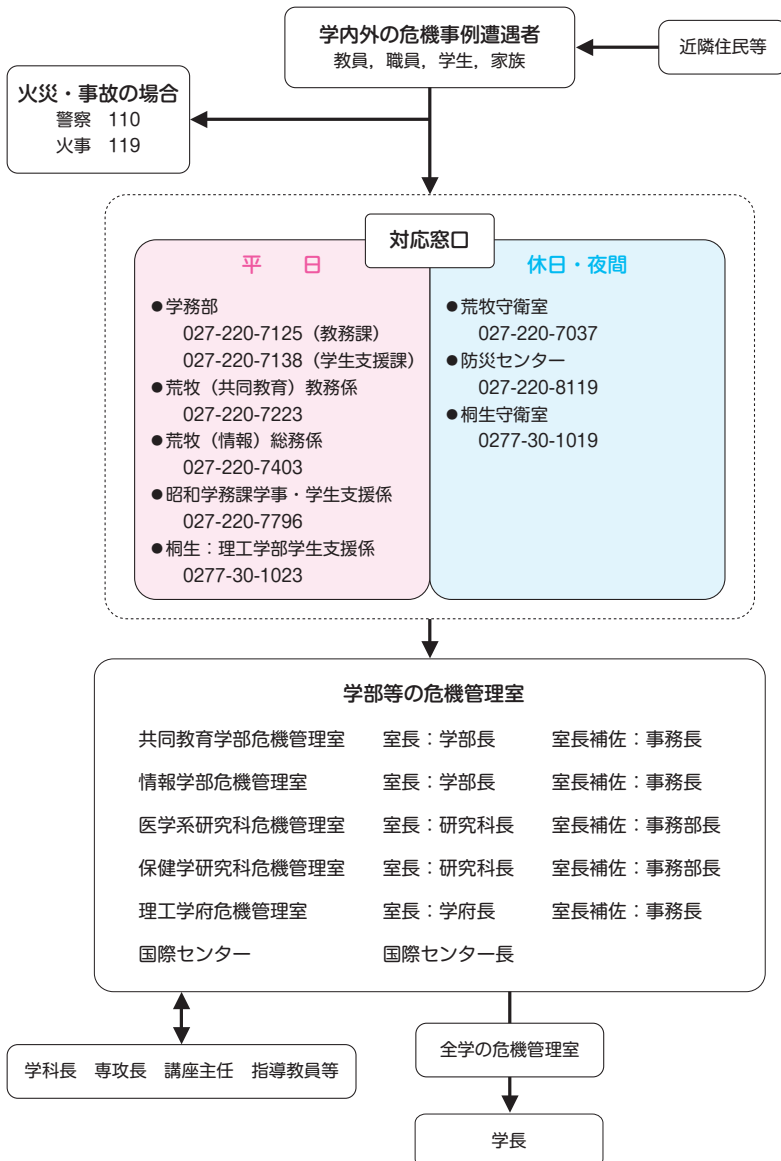 学内外の危機事例遭遇者
教員，職員，学生，家族
近隣住民等
火災・事故の場合
警察　110
火事　119
対応窓口
平　日
●学務部
027-220-7125（教務課）
027-220-7138（学生支援課）
●荒牧（共同教育）教務係
027-220-7223
●荒牧（情報）総務係
027-220-7403
●昭和学務課学事・学生支援係
027-220-7796
●桐生：理工学部学生支援係
0277-30-1023
休日・夜間
●荒牧守衛室
027-220-7037
●防災センター
027-220-8119
●桐生守衛室
0277-30-1019
学部等の危機管理室
共同教育学部危機管理室　室長：学部長　室長補佐：事務長
情報学部危機管理室　室長：学部長　室長補佐：事務長
医学系研究科危機管理室　室長：研究科長　室長補佐：事務部長
保健学研究科危機管理室　室長：研究科長　室長補佐：事務部長
理工学府危機管理室　室長：学府長　室長補佐：事務長
国際センター　国際センター長
学科長　専攻長　講座主任　指導教員等
全学の危機管理室
学長